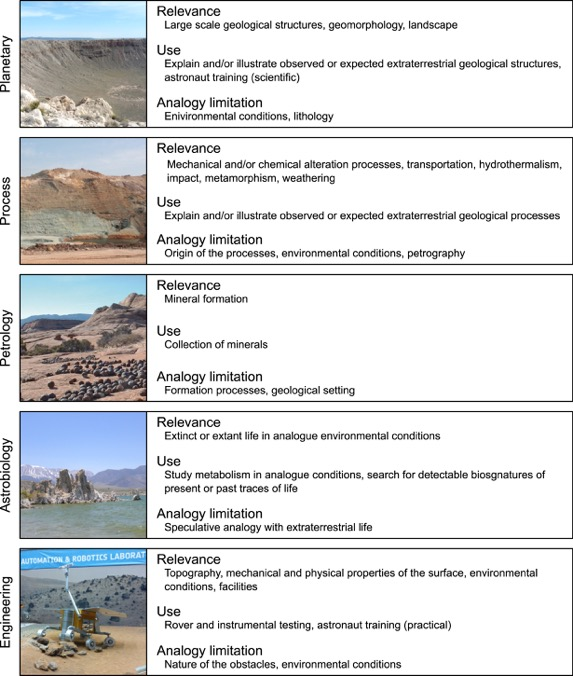 Planetary
Relevance
Large scale geological structures, geomorphology, landscape
Use
Explain and/or illustrate observed or expected extraterrestrial geological structures,
astronaut training (scientific)
Analogy limitation
Enivironmental conditions, lithology
Process
Relevance
Mechanical and/or chemical alteration processes, transportation, hydrothermalism,
impact, metamorphism, weathering
Use
Explain and/or illustrate observed or expected extraterrestrial geological processes
Analogy limitation
Origin of the processes, environmental conditions, petrography
Petrology
Relevance
Mineral formation
Use
Collection of minerals
Analogy limitation
Formation processes, geological setting
Astrobiology
Relevance
Extinct or extant life in analogue environmental conditions
Use
Study metabolism in analogue conditions, search for detectable biosgnatures of
present or past traces of life
Analogy limitation
Speculative analogy with extraterrestrial life
Engineering
AUTOMATION & ROBOTICS LABORAT
Relevance
Topography, mechanical and physical properties of the surface, environmental
conditions, facilities
Use
Rover and instrumental testing, astronaut training (practical)
Analogy limitation
Nature of the obstacles, environmental conditions